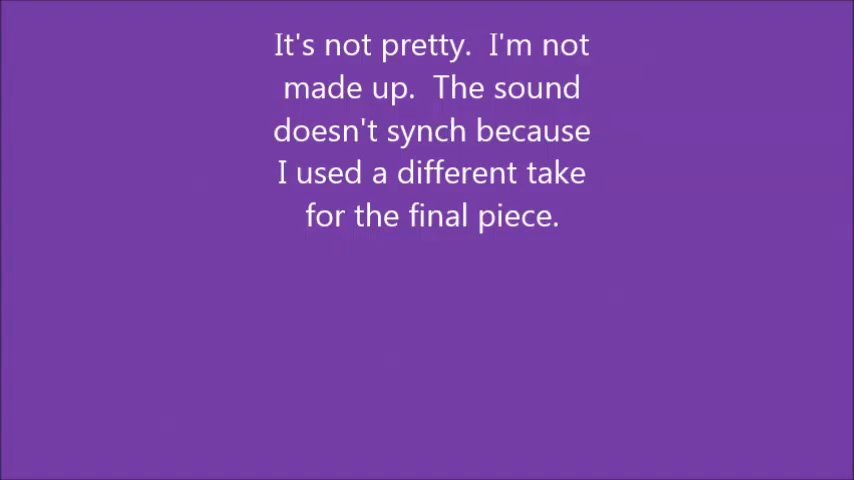 It's not pretty.  I'm not
made up.  The sound
doesn't synch because
I used a different take
for the final piece.